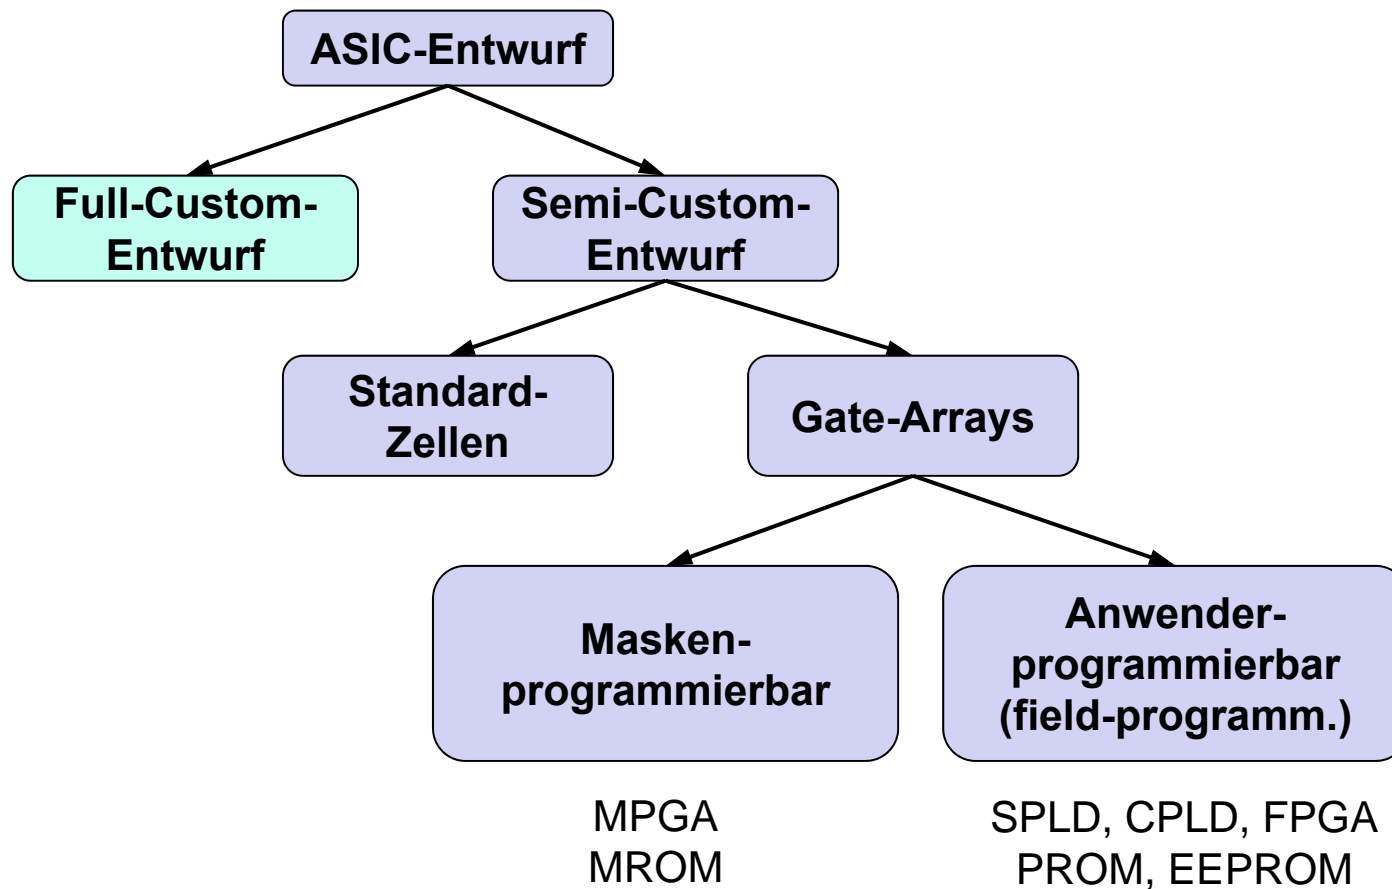 ASIC-Entwurf
Full-Custom-
Entwurf
Semi-Custom-
Entwurf
Standard-
Zellen
Gate-Arrays
Masken-
programmierbar
Anwender-
programmierbar
(field-programm.)
MPGA
MROM
SPLD, CPLD, FPGA
PROM, EEPROM